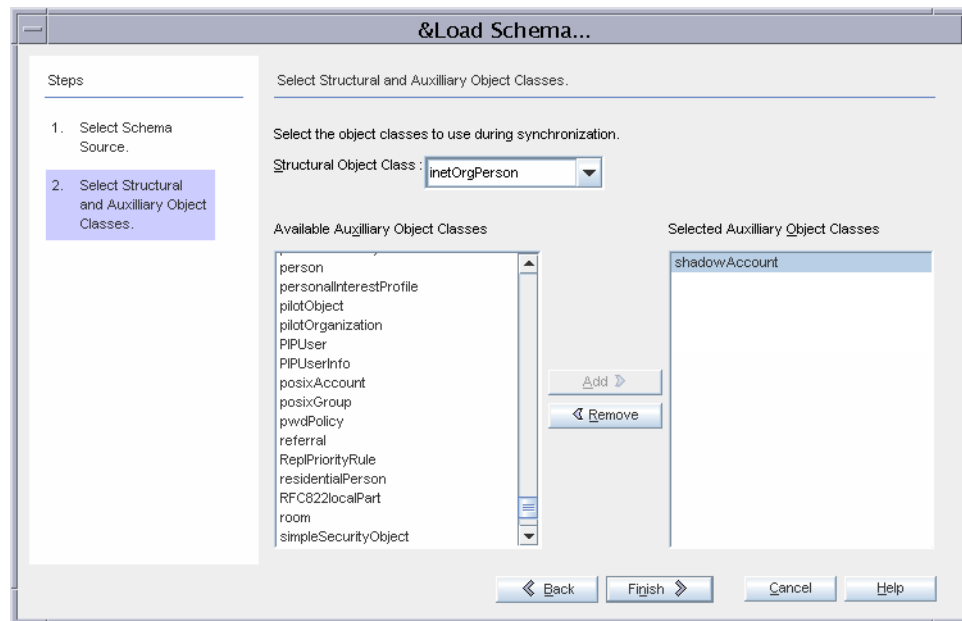 &Load Schema...
Steps
1. Select Schema
Source.
2. Select Structural
and Auxilliary Object
Classes.
Select Structural and Auxilliary Object Classes.
Select the object classes to use during synchronization.
Structural Object Class :
inetOrgPerson
Available Auxilliary Object Classes
person
personalInterestProfile
pilotObject
pilotOrganization
PIPUser
PIPUserInfo
posixAccount
posixGroup
pwdPolicy
referral
ReplPriorityRule
residentialPerson
RFC822localPart
room
simpleSecurityObject
Add
Remove
Selected Auxilliary Object Classes
shadowAccount
Back
Finish
Cancel
Help